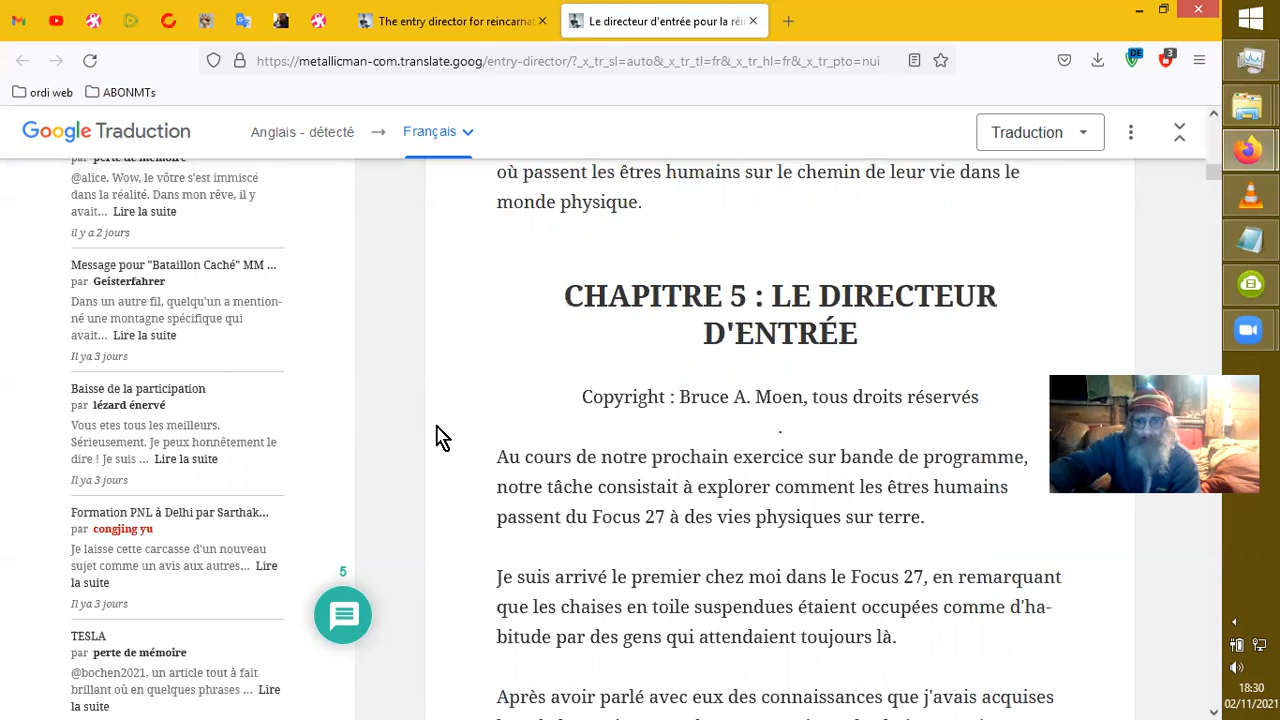 The entry director for reincarnat
Le directeur d'entrée pour la réin
https://metallicman-com.translate.goog/entry-director/?_x_tr_sl=auto&_x_tr_tl=fr&_x_tr_hl=fr&_x_tr_pto=nui
DE
3
ordi web
ABONMTs
Google Traduction
Anglais - détecté
Français
Traduction
par perte de mémoire
@alice. Wow, le vôtre s'est immiscé
dans la réalité. Dans mon rêve, il y
avait... Lire la suite
il y a 2 jours
Message pour "Bataillon Caché" MM ...
par Geisterfahrer
Dans un autre fil, quelqu'un a mention-
né une montagne spécifique qui
avait... Lire la suite
Il ya 3 jours
Baisse de la participation
par lézard énervé
Vous etes tous les meilleurs.
Sérieusement. Je peux honnêtement le
dire ! Je suis ... Lire la suite
Il ya 3 jours
Formation PNL à Delhi par Sarthak...
par congjing yu
Je laisse cette carcasse d'un nouveau
sujet comme un avis aux autres... Lire
la suite
Il ya 3 jours
TESLA
par perte de mémoire
@bochen2021, un article tout à fait
brillant où en quelques phrases ... Lire
la suite
5
où passent les êtres humains sur le chemin de leur vie dans le
monde physique.
CHAPITRE 5 : LE DIRECTEUR
D'ENTRÉE
Copyright : Bruce A. Moen, tous droits réservés
.
Au cours de notre prochain exercice sur bande de programme,
notre tâche consistait à explorer comment les êtres humains
passent du Focus 27 à des vies physiques sur terre.
Je suis arrivé le premier chez moi dans le Focus 27, en remarquant
que les chaises en toile suspendues étaient occupées comme d'ha-
bitude par des gens qui attendaient toujours là.
Après avoir parlé avec eux des connaissances que j'avais acquises
18:30
02/11/2021